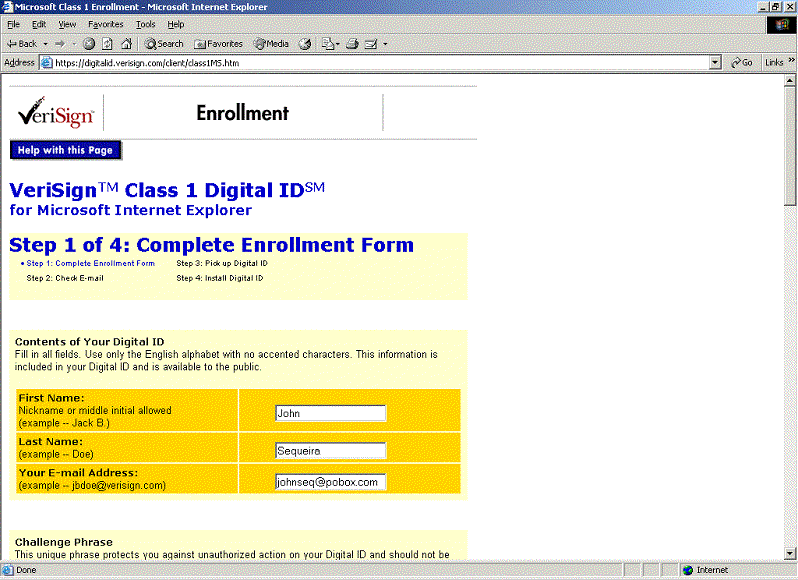 Microsoft Class 1 Enrollment - Microsoft Internet Explorer
File Edit View Favorites Tools Help
Back Search Favorites Media
Address https://digitalid.verisign.com/client/class1MS.htm Go Links »
VeriSign™ Enrollment
Help with this Page
VeriSign™ Class 1 Digital ID℠
for Microsoft Internet Explorer
Step 1 of 4: Complete Enrollment Form
• Step 1: Complete Enrollment Form Step 3: Pick up Digital ID
Step 2: Check E-mail Step 4: Install Digital ID
Contents of Your Digital ID
Fill in all fields. Use only the English alphabet with no accented characters. This information is
included in your Digital ID and is available to the public.
First Name:
Nickname or middle initial allowed
(example -- Jack B.)
John
Last Name:
(example -- Doe)
Sequeira
Your E-mail Address:
(example -- jbdoe@verisign.com)
johnseq@pobox.com
Challenge Phrase
This unique phrase protects you against unauthorized action on your Digital ID and should not be
Done Internet